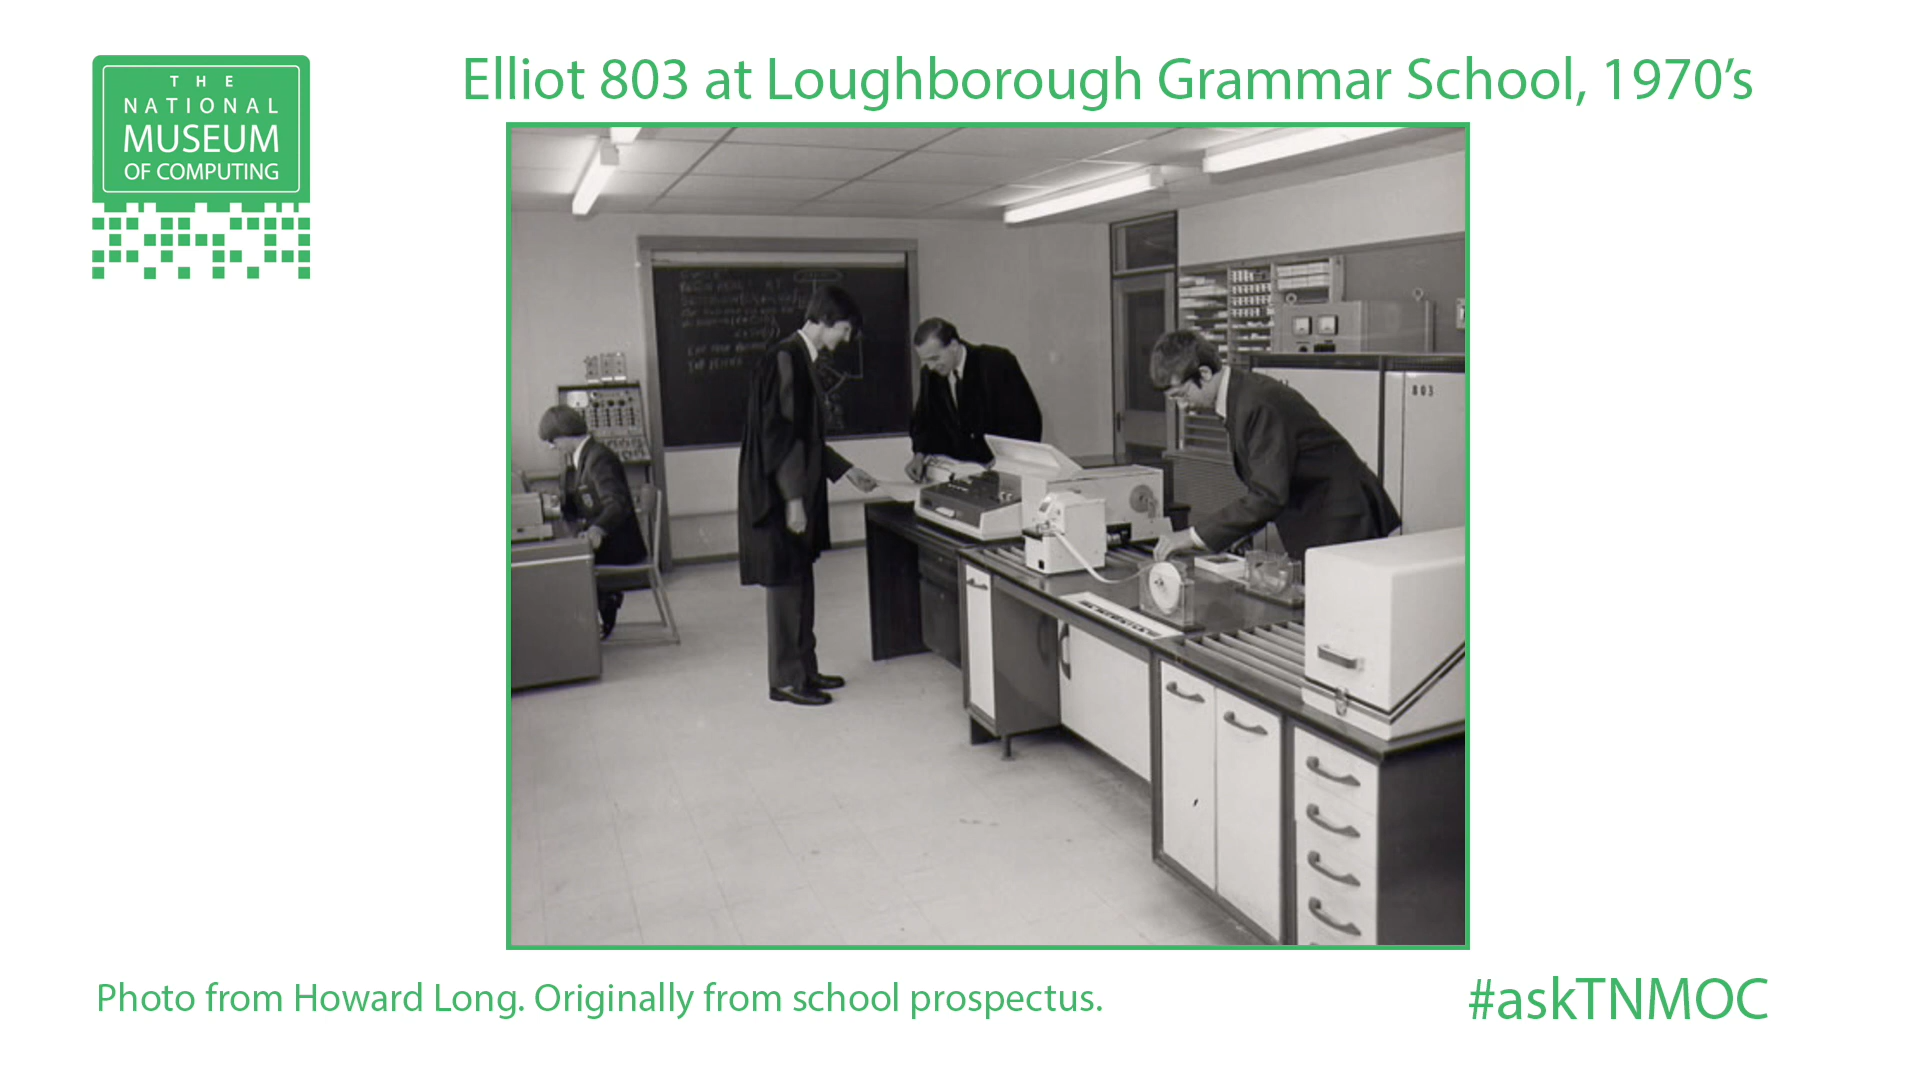 THE
NATIONAL
MUSEUM
OF COMPUTING
Elliot 803 at Loughborough Grammar School, 1970's
803
Photo from Howard Long. Originally from school prospectus.
#askTNMOC